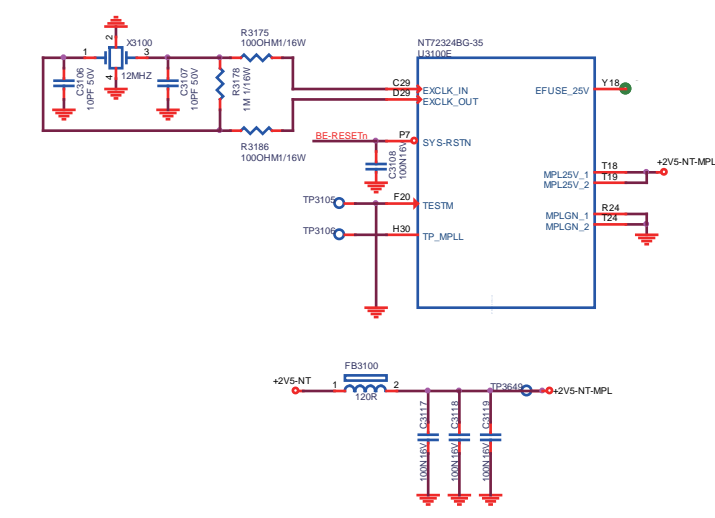 R3175
100OHM1/16W
NT72324BG-35
U3100E
2
X3100
1
3
4
12MHZ
C3106
10PF 50V
C3107
10PF 50V
R3178
1M 1/16W
C29
EXCLK_IN
D29
EXCLK_OUT
Y18
EFUSE_25V
R3186
100OHM1/16W
BE-RESETn
P7
SYS-RSTN
C3108
100N16V
T18
MPL25V_1
T19
MPL25V_2
+2V5-NT-MPL
TP3105
F20
TESTM
R24
MPLGN_1
T24
MPLGN_2
TP3106
H30
TP_MPLL
FB3100
+2V5-NT
1
2
120R
TP3649
+2V5-NT-MPL
C3117
100N16V
C3118
100N16V
C3119
100N16V